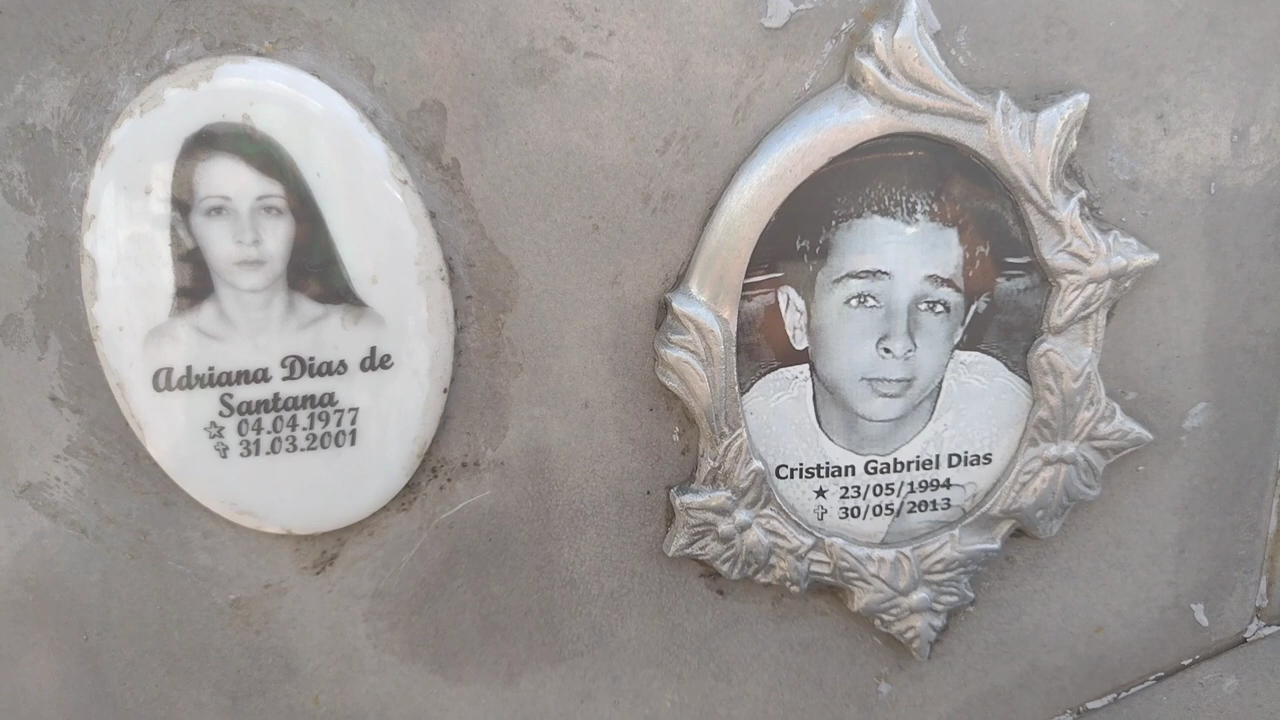 Adriana Dias de
Santana
☆ 04.04.1977
✞ 31.03.2001
Cristian Gabriel Dias
★ 23/05/1994
✞ 30/05/2013